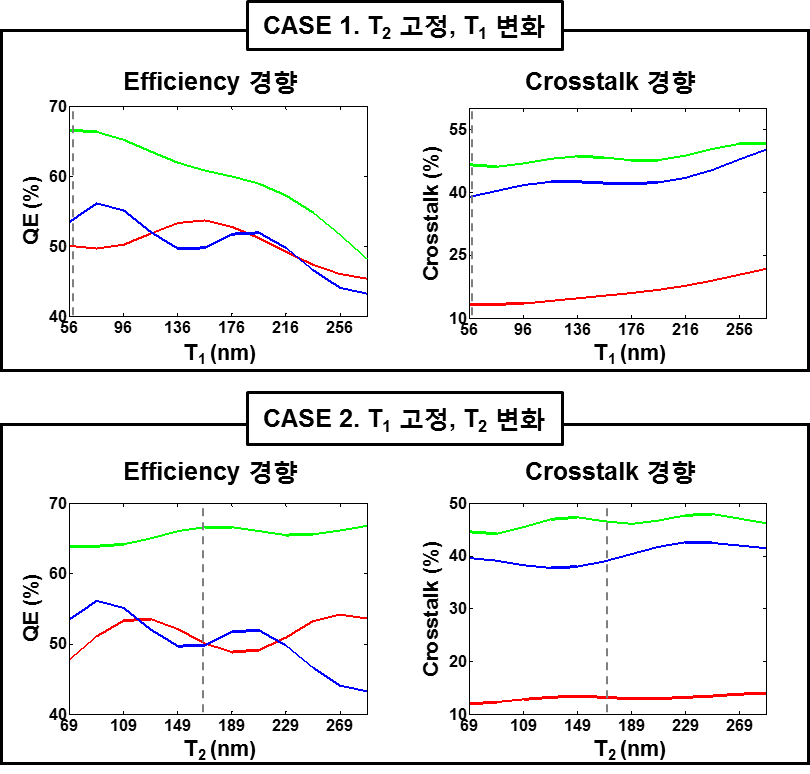 CASE 1. T₂ 고정, T₁ 변화
Efficiency 경향
Crosstalk 경향
QE (%)
70
60
50
40
56 96 136 176 216 256
T₁ (nm)
Crosstalk (%)
55
40
25
10
56 96 136 176 216 256
T₁ (nm)
CASE 2. T₁ 고정, T₂ 변화
Efficiency 경향
Crosstalk 경향
QE (%)
70
60
50
40
69 109 149 189 229 269
T₂ (nm)
Crosstalk (%)
50
40
30
20
10
69 109 149 189 229 269
T₂ (nm)